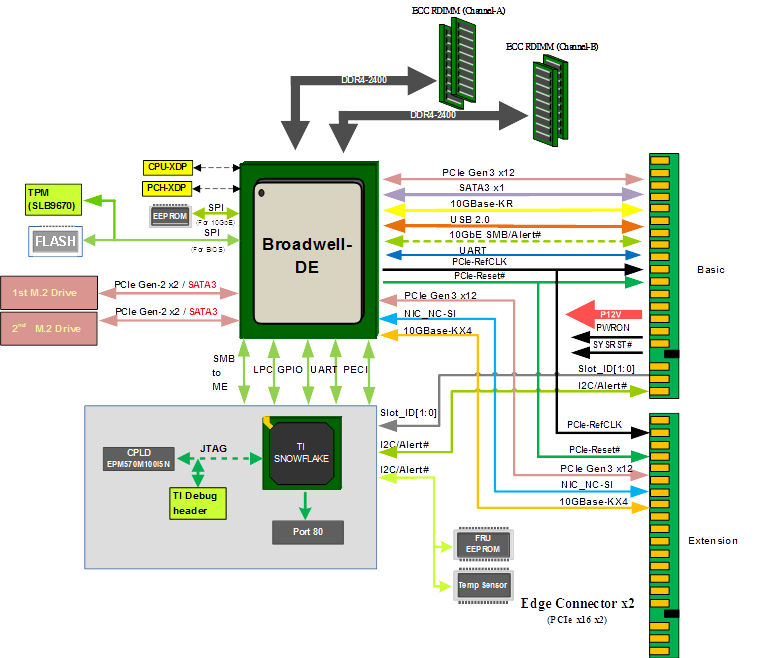 ECC RDIMM (Channel-A)
ECC RDIMM (Channel-B)
DDR4-2400
DDR4-2400
CPU-XDP
PCH-XDP
TPM
(SLB9670)
EEPROM
SPI
(For 10GbE)
SPI
(For BIOS)
FLASH
Broadwell-
DE
1st M.2 Drive
PCIe Gen-2 x2 / SATA3
2nd M.2 Drive
PCIe Gen-2 x2 / SATA3
PCIe Gen3 x12
SATA3 x1
10GBase-KR
USB 2.0
10GbE SMB/Alert#
UART
PCIe-RefCLK
PCIe-Reset#
PCIe Gen3 x12
NIC_NC-SI
10GBase-KX4
P12V
PWRON
SYSRST#
Slot_ID[1:0]
I2C/Alert#
Basic
SMB
to
ME
LPC
GPIO
UART
PECI
Slot_ID[1:0]
I2C/Alert#
I2C/Alert#
CPLD
EPM570M100I5N
JTAG
TI
SNOWFLAKE
TI Debug
header
Port 80
PCIe-RefCLK
PCIe-Reset#
PCIe Gen3 x12
NIC_NC-SI
10GBase-KX4
Extension
FRU
EEPROM
Temp Sensor
Edge Connector x2
(PCIe x16 x2)